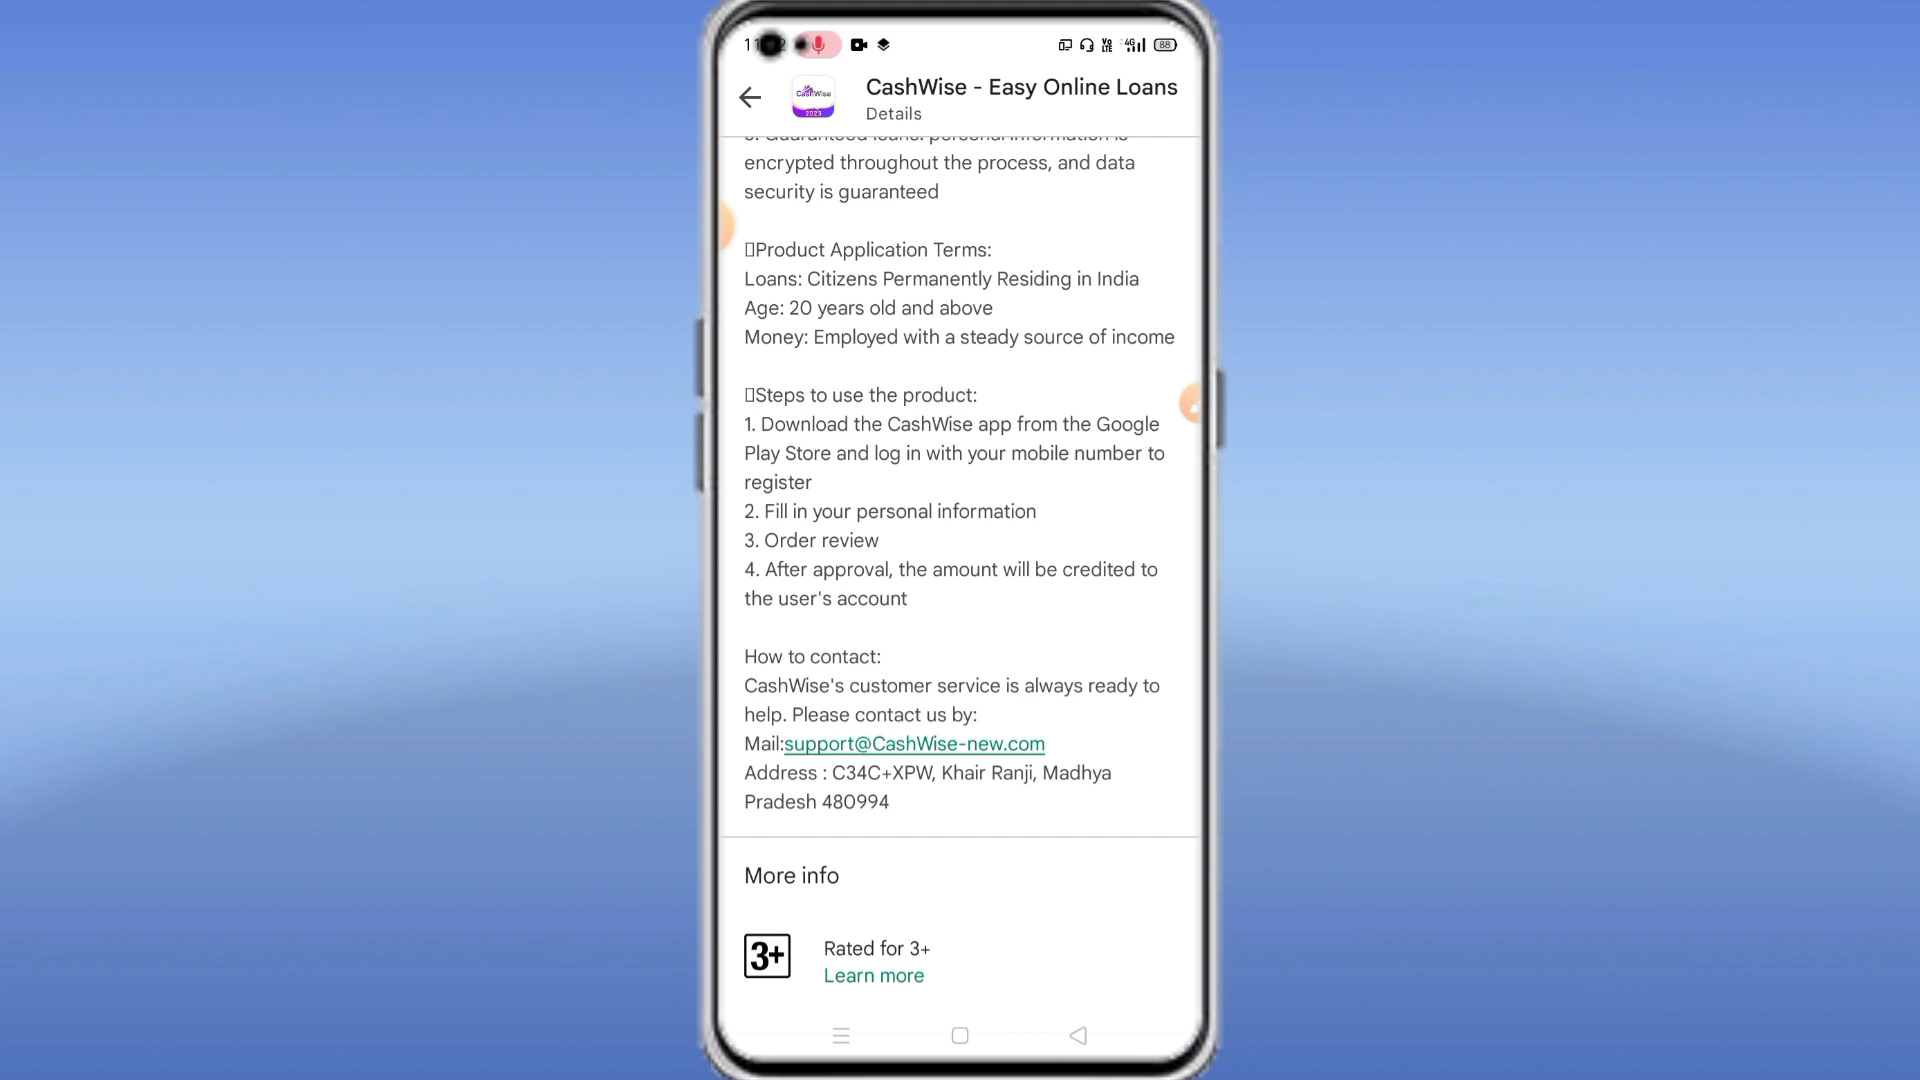 CashWise - Easy Online Loans
Details
CashWise
2023
88
encrypted throughout the process, and data
security is guaranteed
Product Application Terms:
Loans: Citizens Permanently Residing in India
Age: 20 years old and above
Money: Employed with a steady source of income
Steps to use the product:
1. Download the CashWise app from the Google
Play Store and log in with your mobile number to
register
2. Fill in your personal information
3. Order review
4. After approval, the amount will be credited to
the user's account
How to contact:
CashWise's customer service is always ready to
help. Please contact us by:
Mail:support@CashWise-new.com
Address : C34C+XPW, Khair Ranji, Madhya
Pradesh 480994
More info
3+
Rated for 3+
Learn more